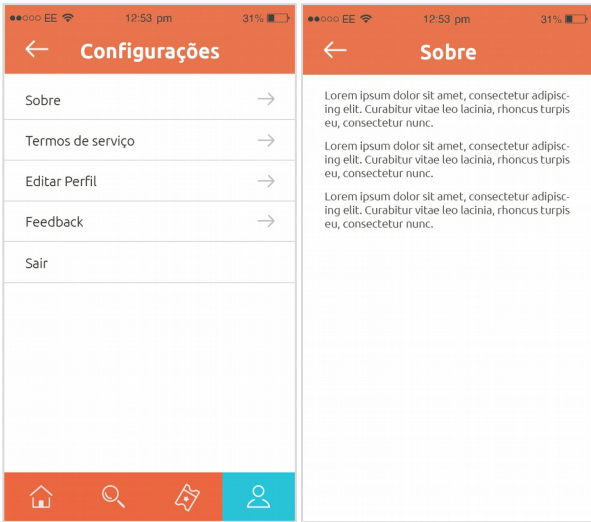 EE 12:53 pm 31%
Configurações
Sobre
Termos de serviço
Editar Perfil
Feedback
Sair
EE 12:53 pm 31%
Sobre
Lorem ipsum dolor sit amet, consectetur adipisc-
ing elit. Curabitur vitae leo lacinia, rhoncus turpis
eu, consectetur nunc.
Lorem ipsum dolor sit amet, consectetur adipisc-
ing elit. Curabitur vitae leo lacinia, rhoncus turpis
eu, consectetur nunc.
Lorem ipsum dolor sit amet, consectetur adipisc-
ing elit. Curabitur vitae leo lacinia, rhoncus turpis
eu, consectetur nunc.